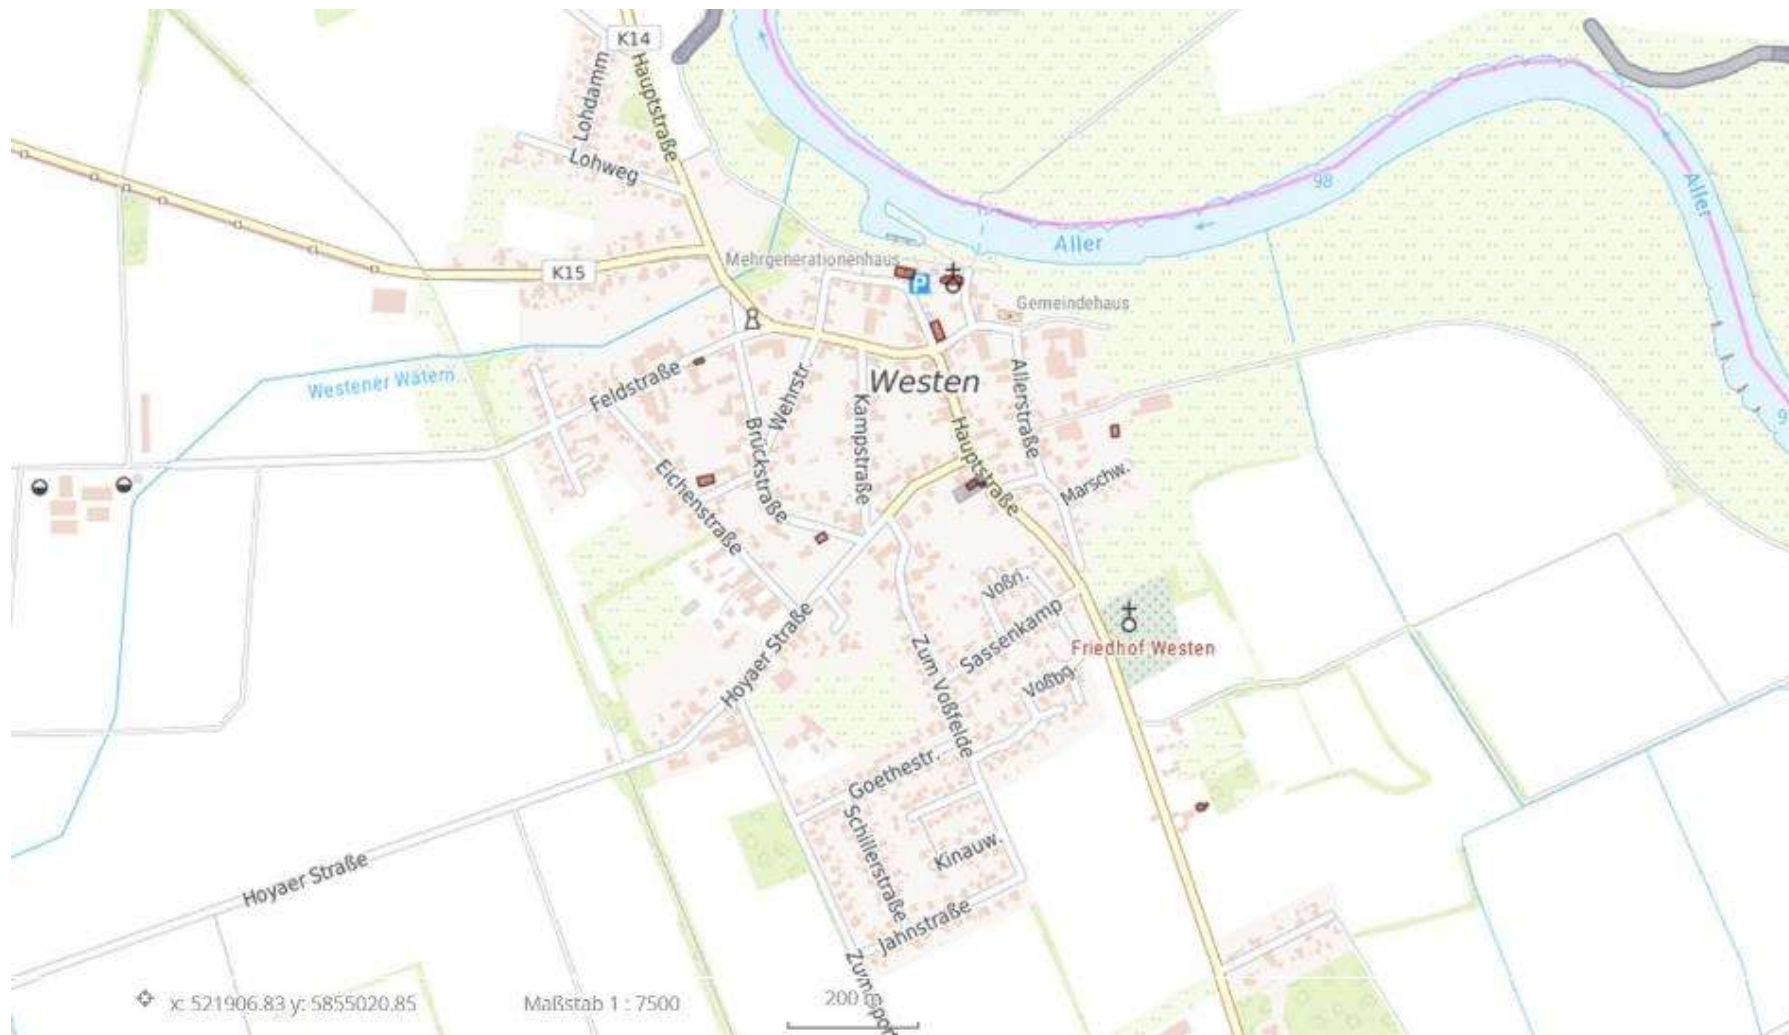 K14
Lohdamm
Hauptstraße
Lohweg
98
Aller
Aller
K15
Mehrgenerationenhaus
P
Gemeindehaus
Westener Wätern
Feldstraße
Wehrstr.
Westen
Kampstraße
Brückstraße
Hauptstraße
Allerstraße
Eichenstraße
Marschw.
Voßri.
Sassenkamp
Hoyaer Straße
Zum Voßfelde
Friedhof Westen
Voßbg.
Goethestr.
Schillerstraße
Kinauw.
Hoyaer Straße
Jahnstraße
x: 521906.83 y: 5855020.85
Maßstab 1 : 7500
200